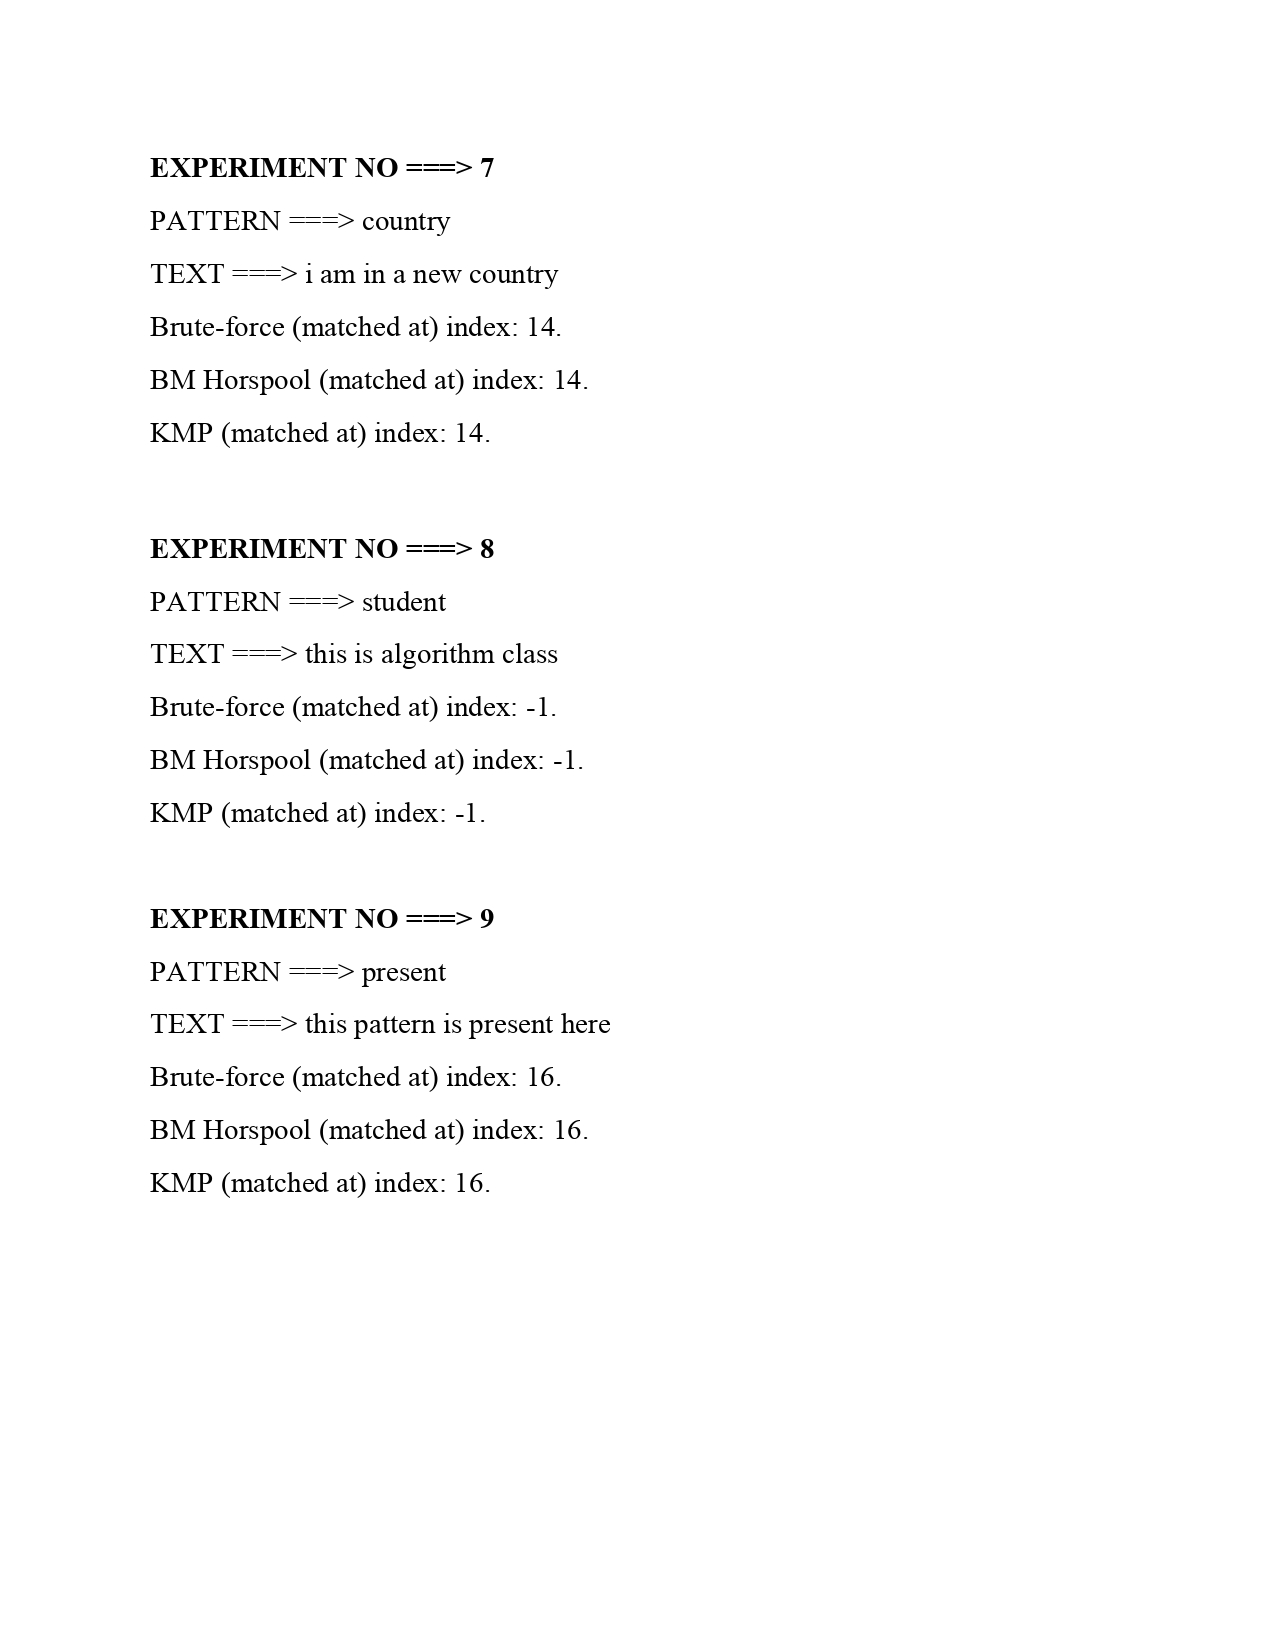 EXPERIMENT NO ===> 7
PATTERN ===> country
TEXT ===> i am in a new country
Brute-force (matched at) index: 14.
BM Horspool (matched at) index: 14.
KMP (matched at) index: 14.
EXPERIMENT NO ===> 8
PATTERN ===> student
TEXT ===> this is algorithm class
Brute-force (matched at) index: -1.
BM Horspool (matched at) index: -1.
KMP (matched at) index: -1.
EXPERIMENT NO ===> 9
PATTERN ===> present
TEXT ===> this pattern is present here
Brute-force (matched at) index: 16.
BM Horspool (matched at) index: 16.
KMP (matched at) index: 16.